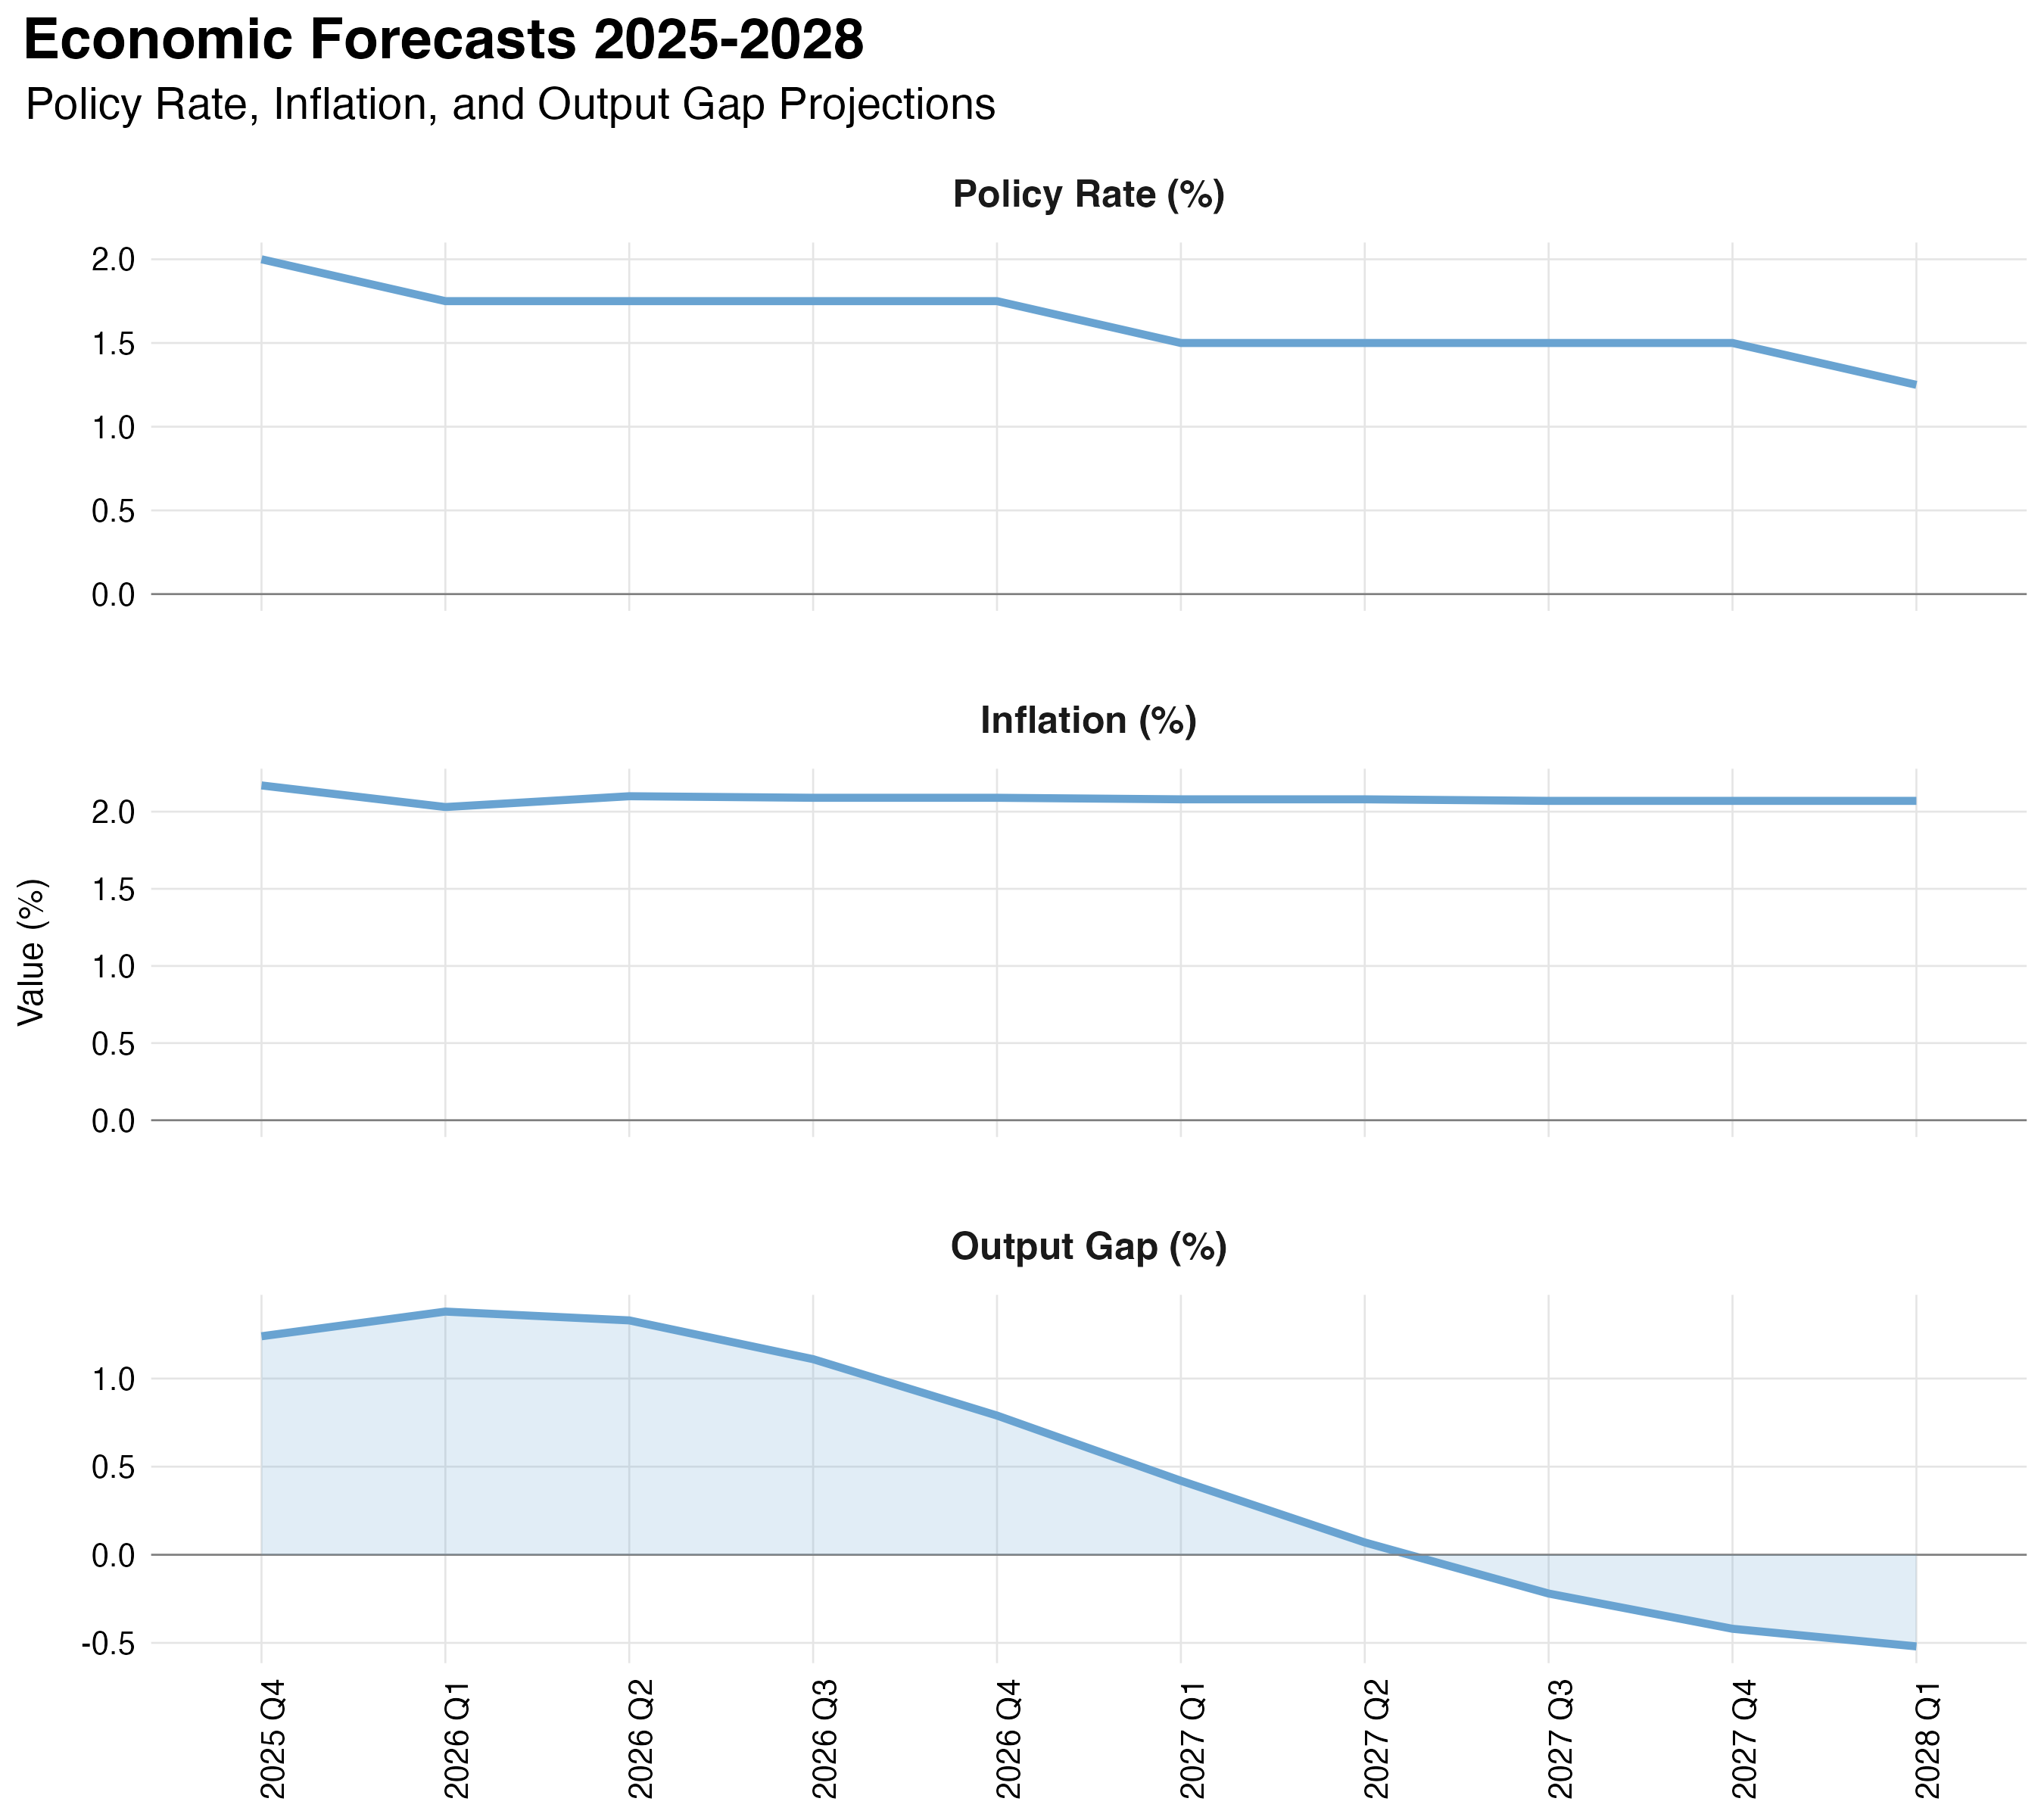 Economic Forecasts 2025-2028
Policy Rate, Inflation, and Output Gap Projections
Policy Rate (%)
2.0
1.5
1.0
0.5
0.0
Inflation (%)
Value (%)
2.0
1.5
1.0
0.5
0.0
Output Gap (%)
1.0
0.5
0.0
-0.5
2025 Q4
2026 Q1
2026 Q2
2026 Q3
2026 Q4
2027 Q1
2027 Q2
2027 Q3
2027 Q4
2028 Q1